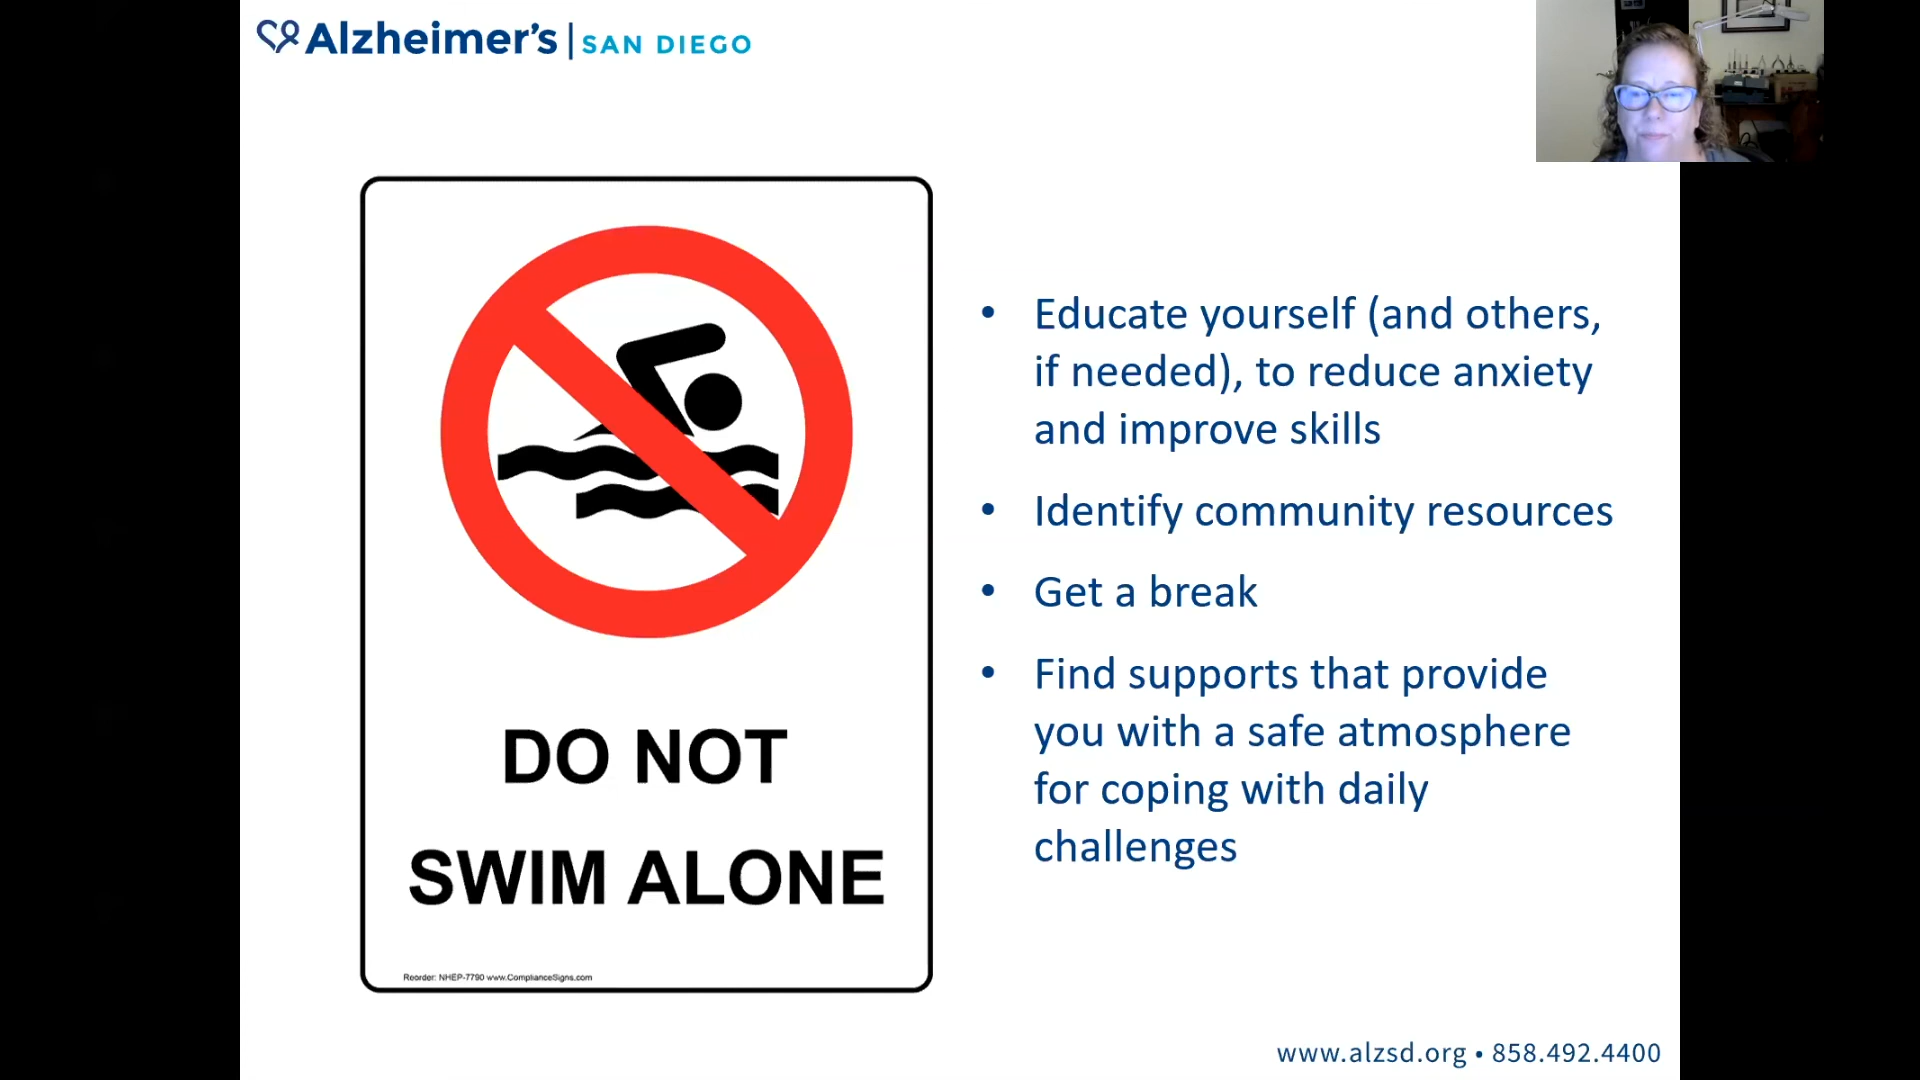 Alzheimer's | SAN DIEGO
DO NOT
SWIM ALONE
Reorder: NHEP-7790 www.ComplianceSigns.com
• Educate yourself (and others,
if needed), to reduce anxiety
and improve skills
• Identify community resources
• Get a break
• Find supports that provide
you with a safe atmosphere
for coping with daily
challenges
www.alzsd.org • 858.492.4400